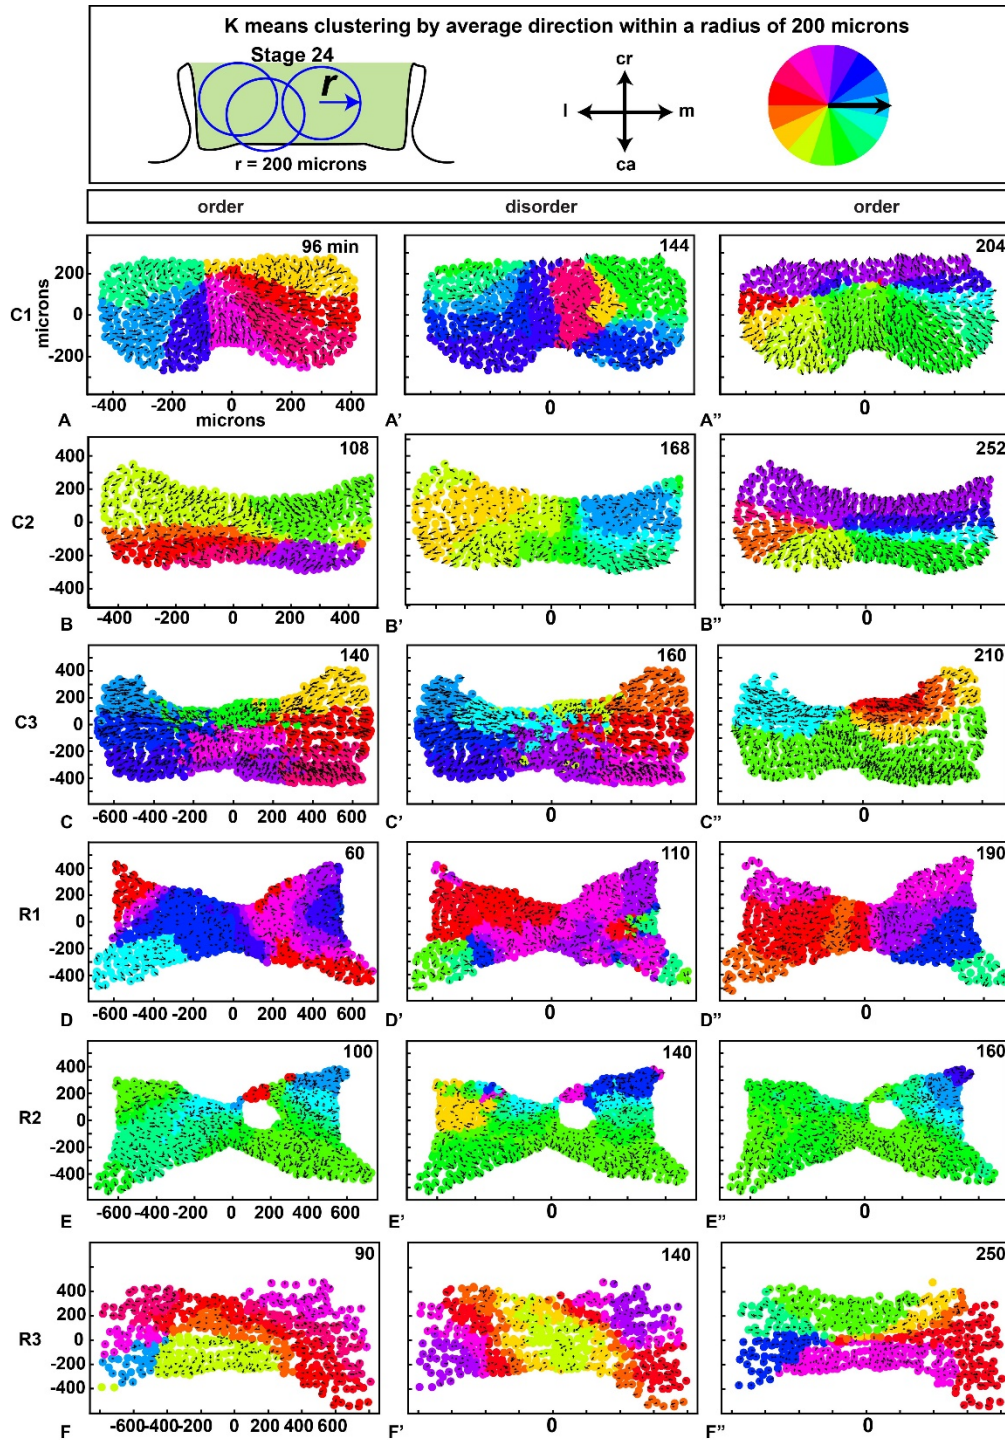 K means clustering by average direction within a radius of 200 microns
Stage 24
r
r = 200 microns
cr
l m
ca
order disorder order
C1
microns
96 min
200
0
-200
-400 -200 0 200 400
microns
A
144
0
A'
204
0
A"
C2
108
400
200
0
-200
-400
-400 -200 0 200 400
B
168
0
B'
252
0
B"
C3
140
400
200
0
-200
-400
-600 -400 -200 0 200 400 600
C
160
0
C'
210
0
C"
R1
60
400
200
0
-200
-400
-600 -400 -200 0 200 400 600
D
110
0
D'
190
0
D"
R2
100
400
200
0
-200
-400
-600 -400 -200 0 200 400 600
E
140
0
E'
160
0
E"
R3
90
400
200
0
-200
-400
-600-400-200 0 200 400 600
F
140
0
F'
250
0
F"